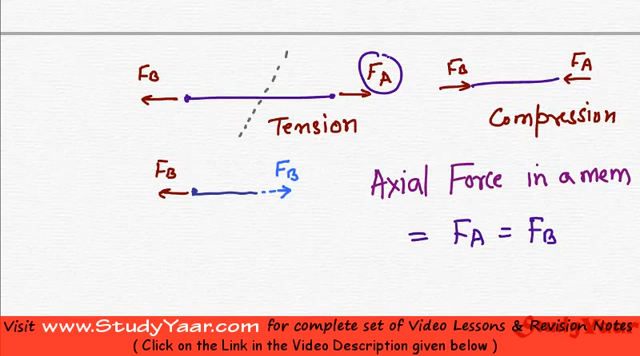 FB
FA
Tension
FB
FA
Compression
FB
FB
Axial Force in a mem
= FA = FB
StudyYaar
Visit www.StudyYaar.com for complete set of Video Lessons & Revision Notes
( Click on the Link in the Video Description given below )